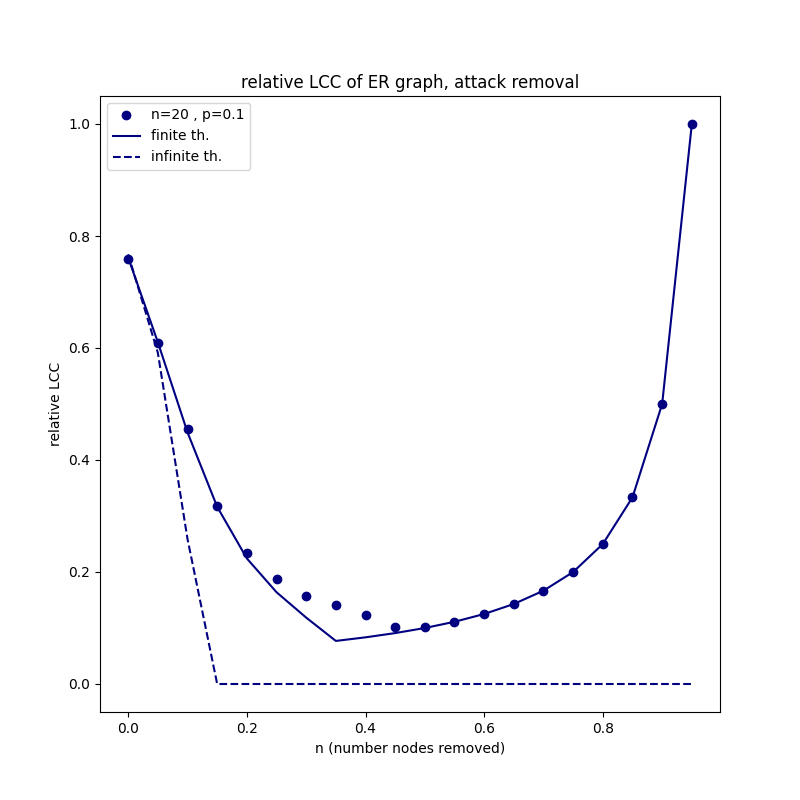 relative LCC of ER graph, attack removal
n=20 , p=0.1
finite th.
infinite th.
1.0
0.8
0.6
0.4
0.2
0.0
relative LCC
0.0 0.2 0.4 0.6 0.8
n (number nodes removed)